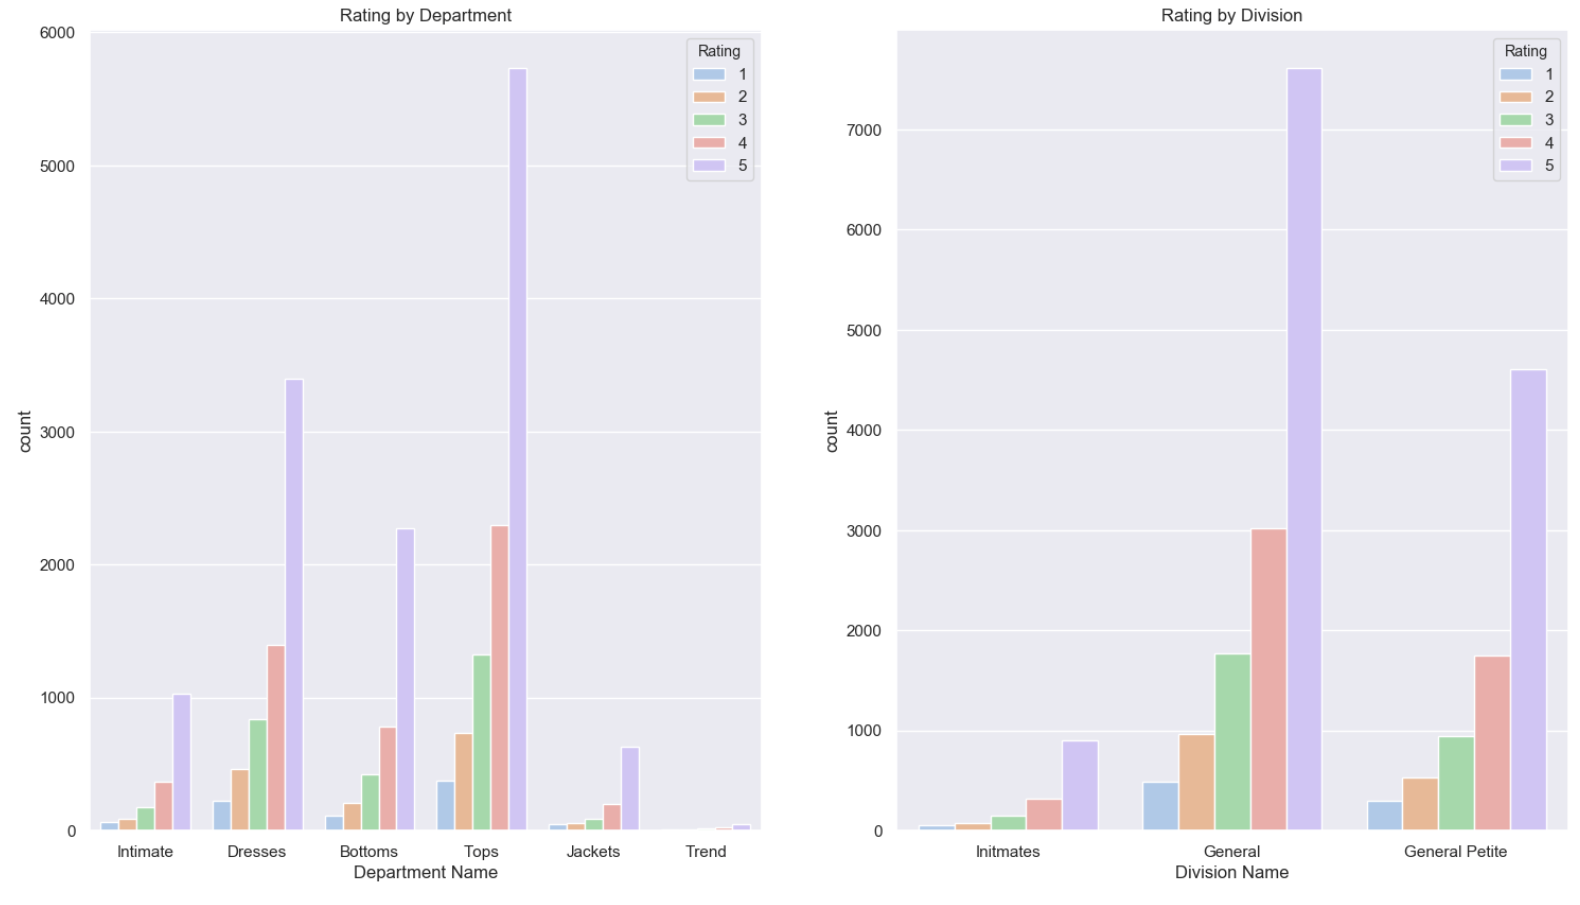 Rating by Department
6000
5000
4000
3000
2000
1000
0
count
Rating
1
2
3
4
5
Intimate Dresses Bottoms Tops Jackets Trend
Department Name
Rating by Division
7000
6000
5000
4000
3000
2000
1000
0
count
Rating
1
2
3
4
5
Initmates General General Petite
Division Name